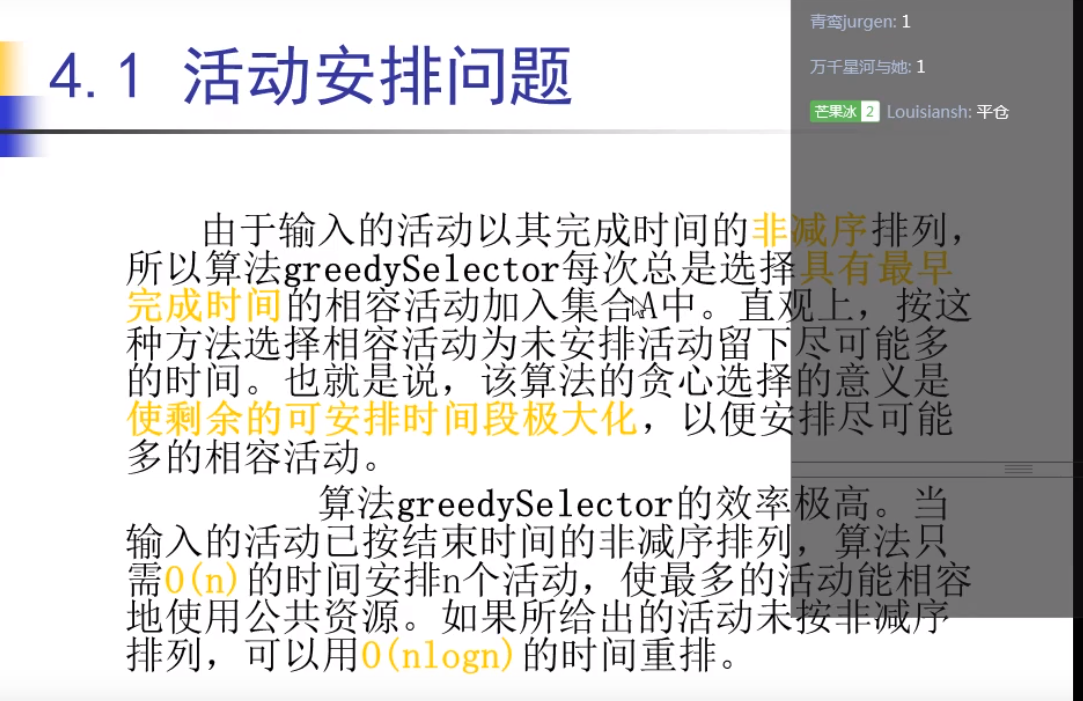 4.1 活动安排问题
青鸾jurgen: 1
万千星河与她: 1
芒果冰 2 Louisiansh: 平仓
由于输入的活动以其完成时间的非减序排列，
所以算法greedySelector每次总是选择具有最早
完成时间的相容活动加入集合A中。直观上，按这
种方法选择相容活动为未安排活动留下尽可能多
的时间。也就是说，该算法的贪心选择的意义是
使剩余的可安排时间段极大化，以便安排尽可能
多的相容活动。
算法greedySelector的效率极高。当
输入的活动已按结束时间的非减序排列，算法只
需O(n)的时间安排n个活动，使最多的活动能相容
地使用公共资源。如果所给出的活动未按非减序
排列，可以用O(nlogn)的时间重排。